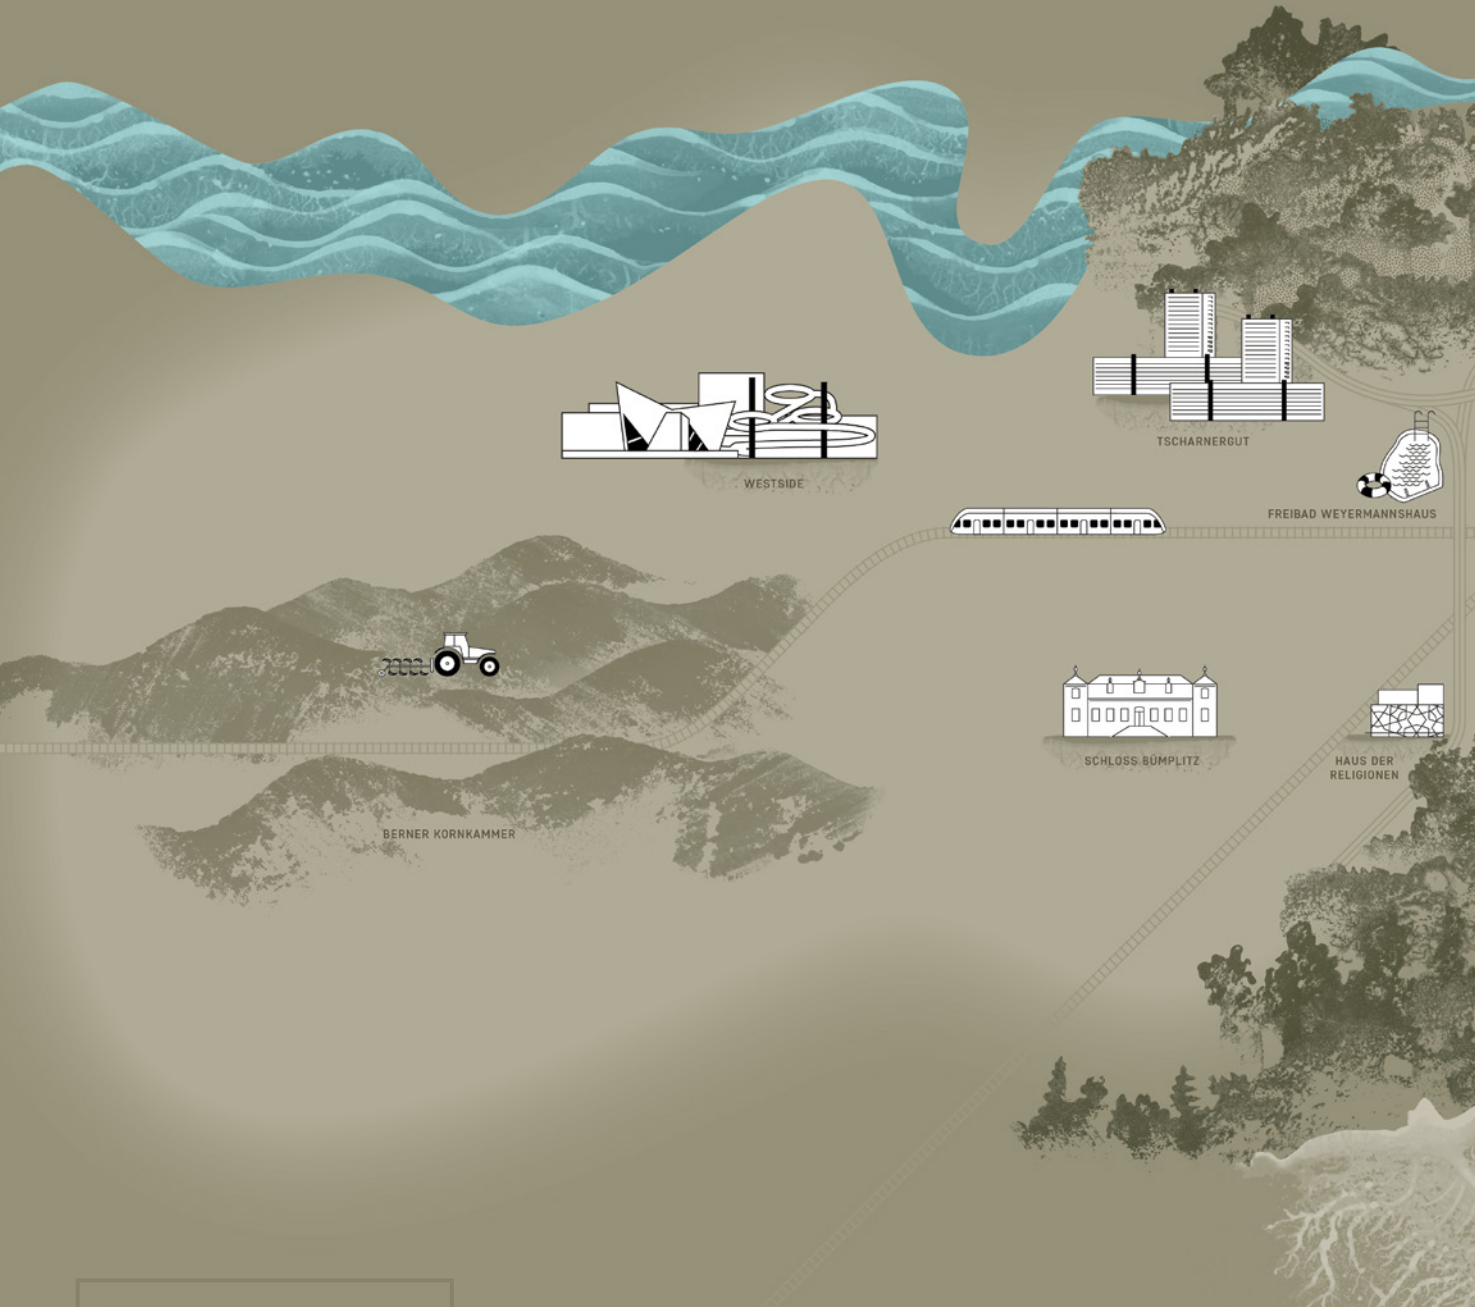 TSCHARNERGUT
WESTSIDE
FREIBAD WEYERMANNSHAUS
SCHLOSS BÜMPLITZ
HAUS DER
RELIGIONEN
BERNER KORNKAMMER